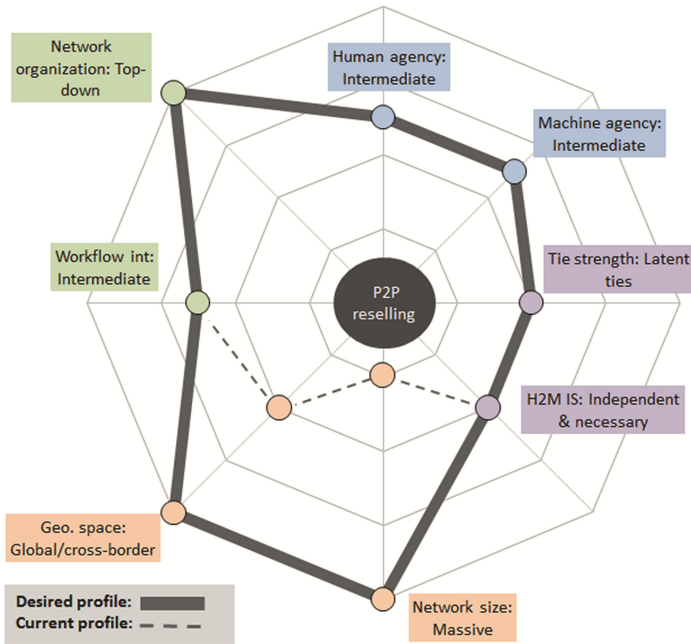 Network
organization: Top-
down
Human agency:
Intermediate
Machine agency:
Intermediate
Workflow int:
Intermediate
Tie strength: Latent
ties
P2P
reselling
H2M IS: Independent
& necessary
Geo. space:
Global/cross-border
Network size:
Massive
Desired profile:
Current profile: